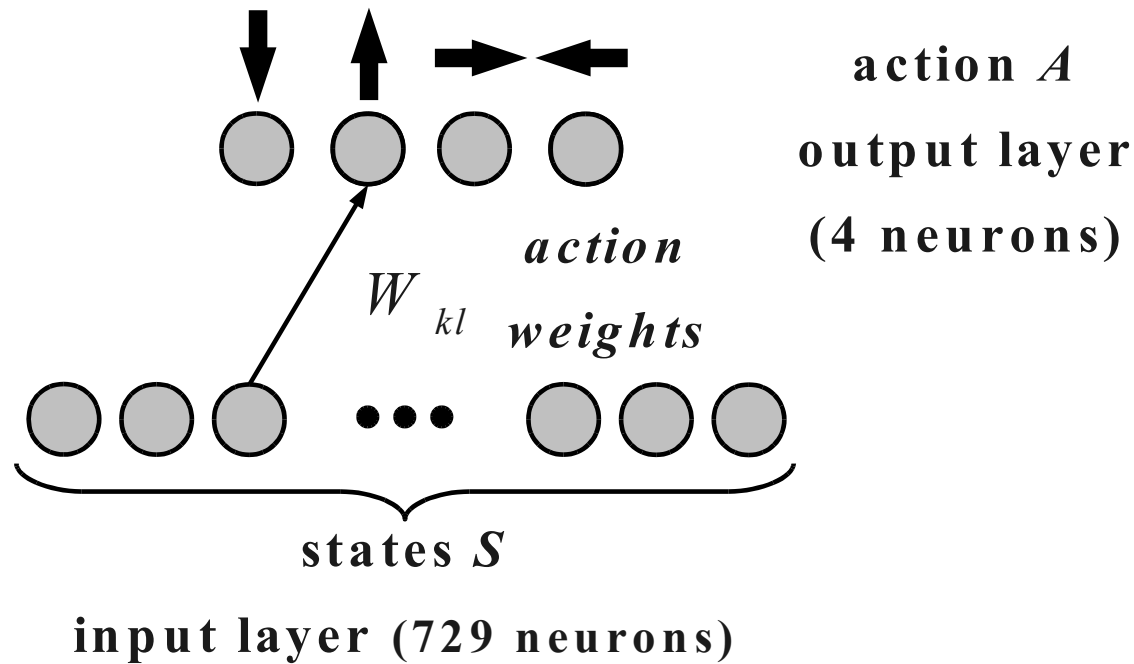 action A
output layer
(4 neurons)
action
weights
W kl
states S
input layer (729 neurons)